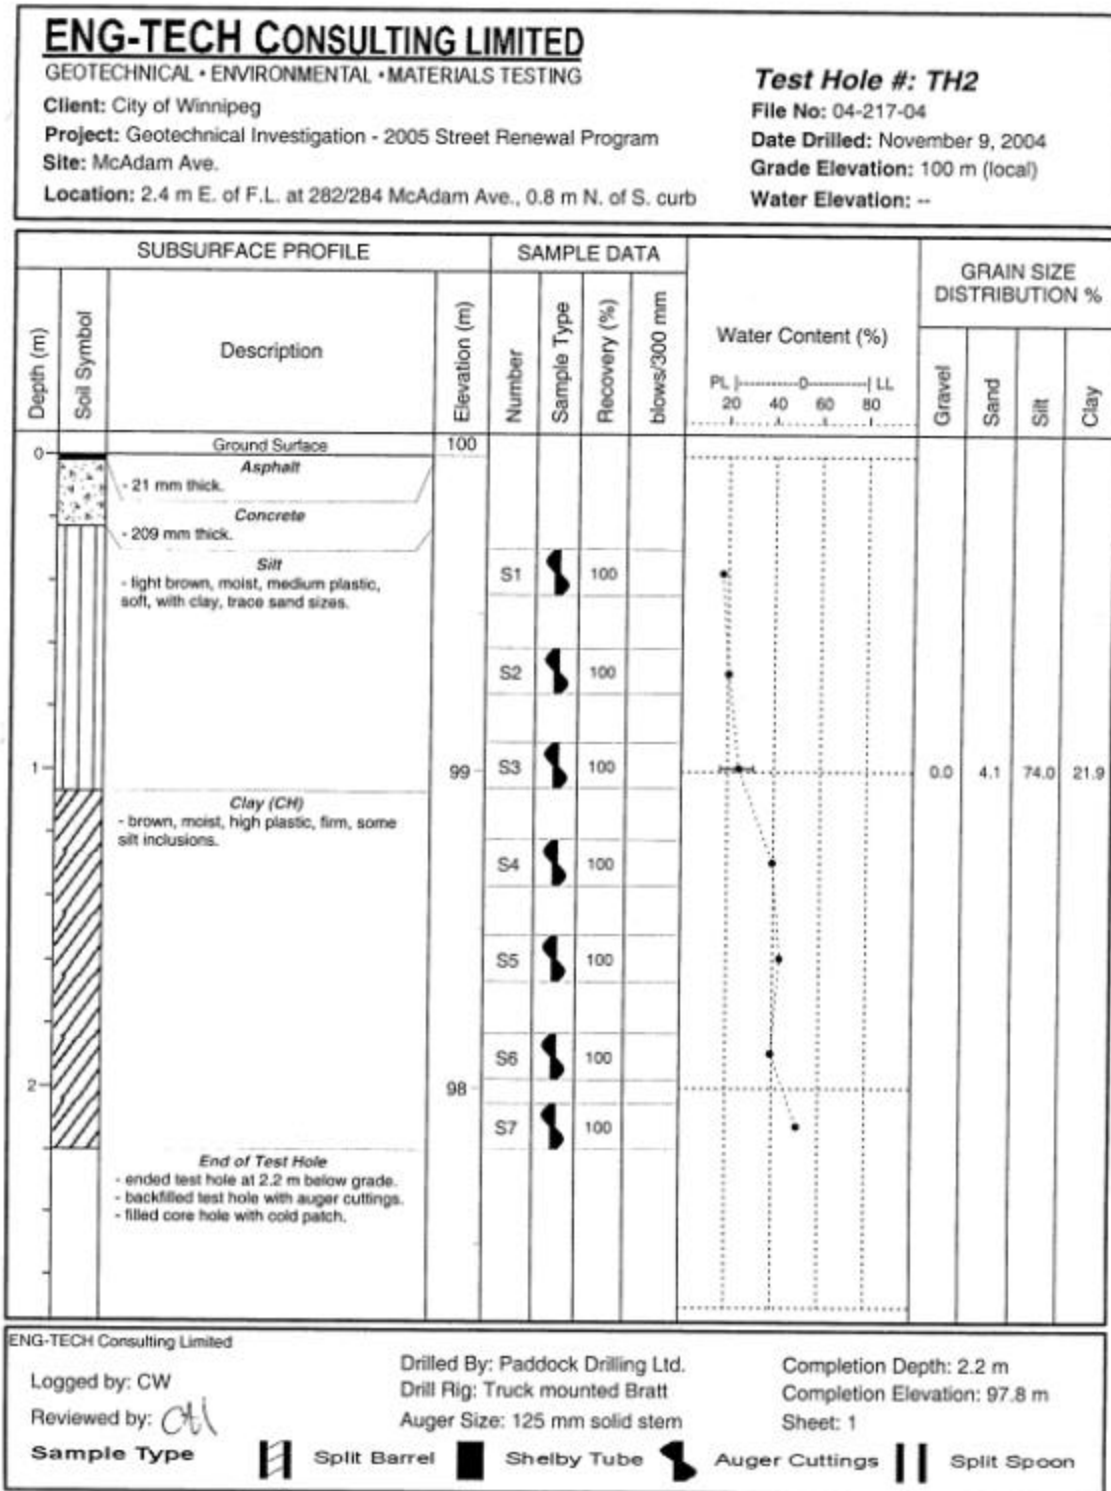 ENG-TECH CONSULTING LIMITED
GEOTECHNICAL • ENVIRONMENTAL • MATERIALS TESTING
Client: City of Winnipeg
Project: Geotechnical Investigation - 2005 Street Renewal Program
Site: McAdam Ave.
Location: 2.4 m E. of F.L. at 282/284 McAdam Ave., 0.8 m N. of S. curb
Test Hole #: TH2
File No: 04-217-04
Date Drilled: November 9, 2004
Grade Elevation: 100 m (local)
Water Elevation: --
SUBSURFACE PROFILE
SAMPLE DATA
GRAIN SIZE
DISTRIBUTION %
Depth (m)
Soil Symbol
Description
Elevation (m)
Number
Sample Type
Recovery (%)
blows/300 mm
Water Content (%)
PL |----------0----------| LL
20 40 60 80
Gravel
Sand
Silt
Clay
0
Ground Surface
100
Asphalt
- 21 mm thick.
Concrete
- 209 mm thick.
Silt
- light brown, moist, medium plastic,
soft, with clay, trace sand sizes.
S1 100
S2 100
1
99
S3 100
0.0 4.1 74.0 21.9
Clay (CH)
- brown, moist, high plastic, firm, some
silt inclusions.
S4 100
S5 100
S6 100
2
98
S7 100
End of Test Hole
- ended test hole at 2.2 m below grade.
- backfilled test hole with auger cuttings.
- filled core hole with cold patch.
ENG-TECH Consulting Limited
Logged by: CW
Reviewed by:
Drilled By: Paddock Drilling Ltd.
Drill Rig: Truck mounted Bratt
Auger Size: 125 mm solid stem
Completion Depth: 2.2 m
Completion Elevation: 97.8 m
Sheet: 1
Sample Type
Split Barrel
Shelby Tube
Auger Cuttings
Split Spoon